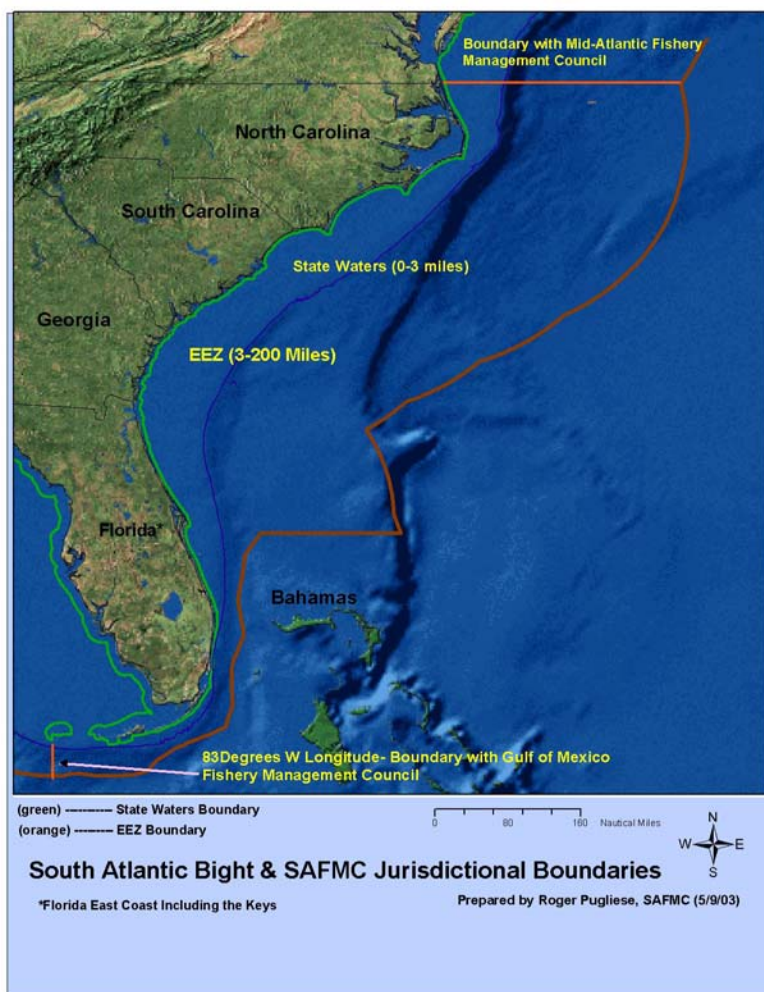 Boundary with Mid-Atlantic Fishery
Management Council
North Carolina
South Carolina
State Waters (0-3 miles)
Georgia
EEZ (3-200 Miles)
Florida*
Bahamas
83Degrees W Longitude- Boundary with Gulf of Mexico
Fishery Management Council
(green) ----------- State Waters Boundary
(orange) --------- EEZ Boundary
0 80 160 Nautical Miles
N
W E
S
South Atlantic Bight & SAFMC Jurisdictional Boundaries
*Florida East Coast Including the Keys
Prepared by Roger Pugliese, SAFMC (5/9/03)